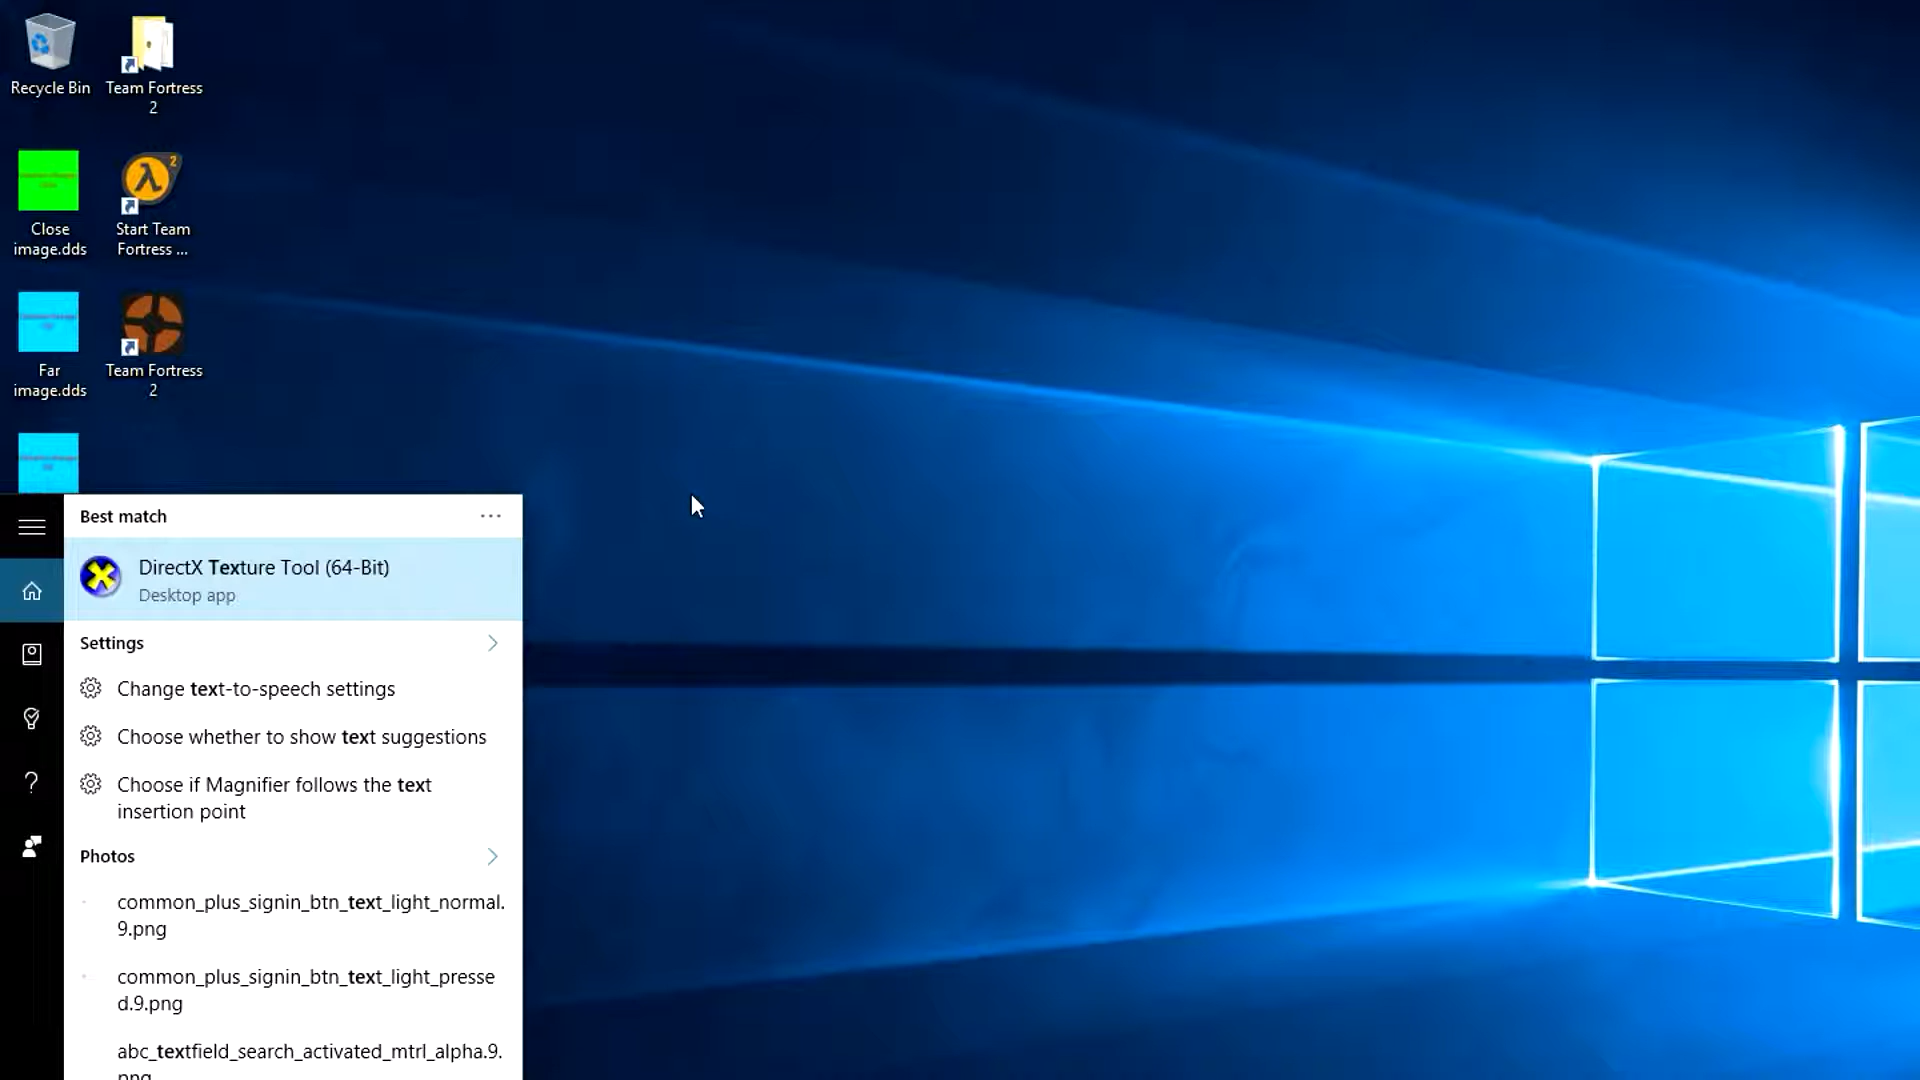 Recycle Bin
Team Fortress
2
Close
image.dds
Start Team
Fortress ...
Far
image.dds
Team Fortress
2
Best match
DirectX Texture Tool (64-Bit)
Desktop app
Settings
Change text-to-speech settings
Choose whether to show text suggestions
Choose if Magnifier follows the text
insertion point
Photos
common_plus_signin_btn_text_light_normal.
9.png
common_plus_signin_btn_text_light_presse
d.9.png
abc_textfield_search_activated_mtrl_alpha.9.
png